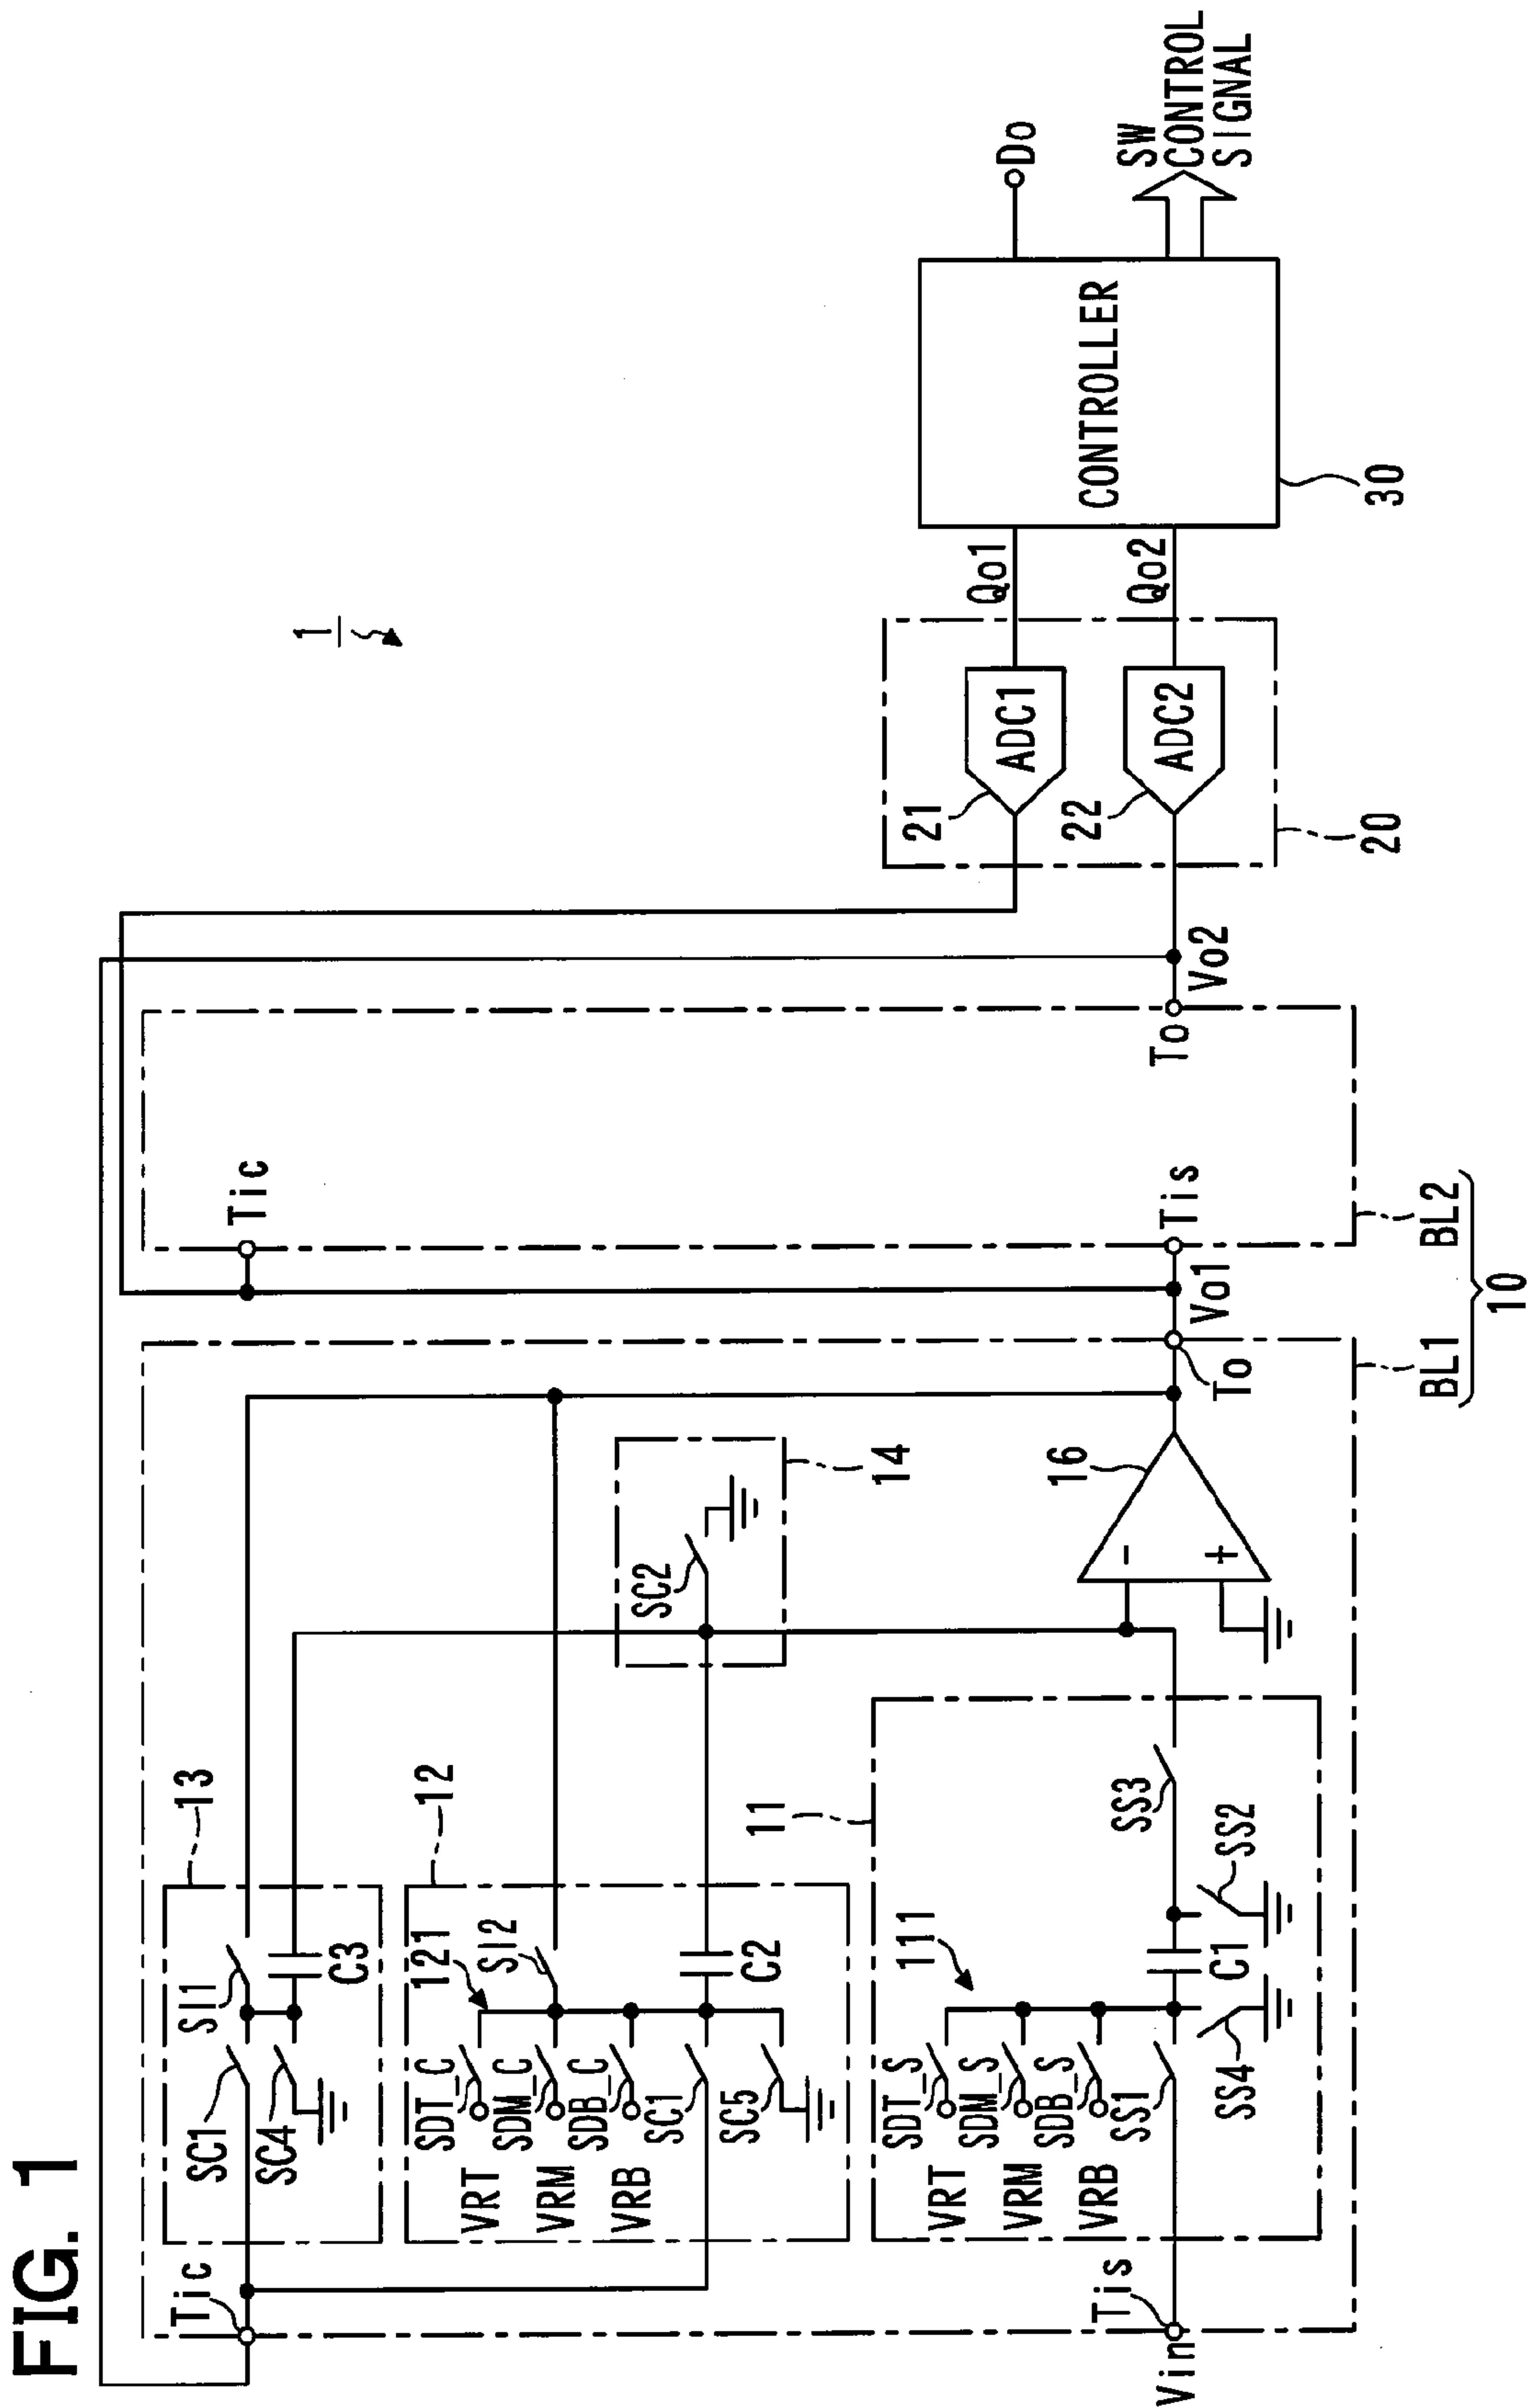 FIG. 1
1
Tic
13
SC1
SI1
SC4
C3
12
121
SI2
SDT_C
VRT
SDM_C
VRM
SDB_C
VRB
SC1
C2
SC5
14
SC2
11
111
SDT_S
VRT
SDM_S
VRM
SDB_S
VRB
SS1
SS4
C1
SS2
SS3
Tis
Vin
16
-
+
To
Vo1
BL1
Tic
Tis
To
Vo2
BL2
10
21
ADC1
22
ADC2
20
Qo1
Qo2
CONTROLLER
30
Do
SW
CONTROL
SIGNAL